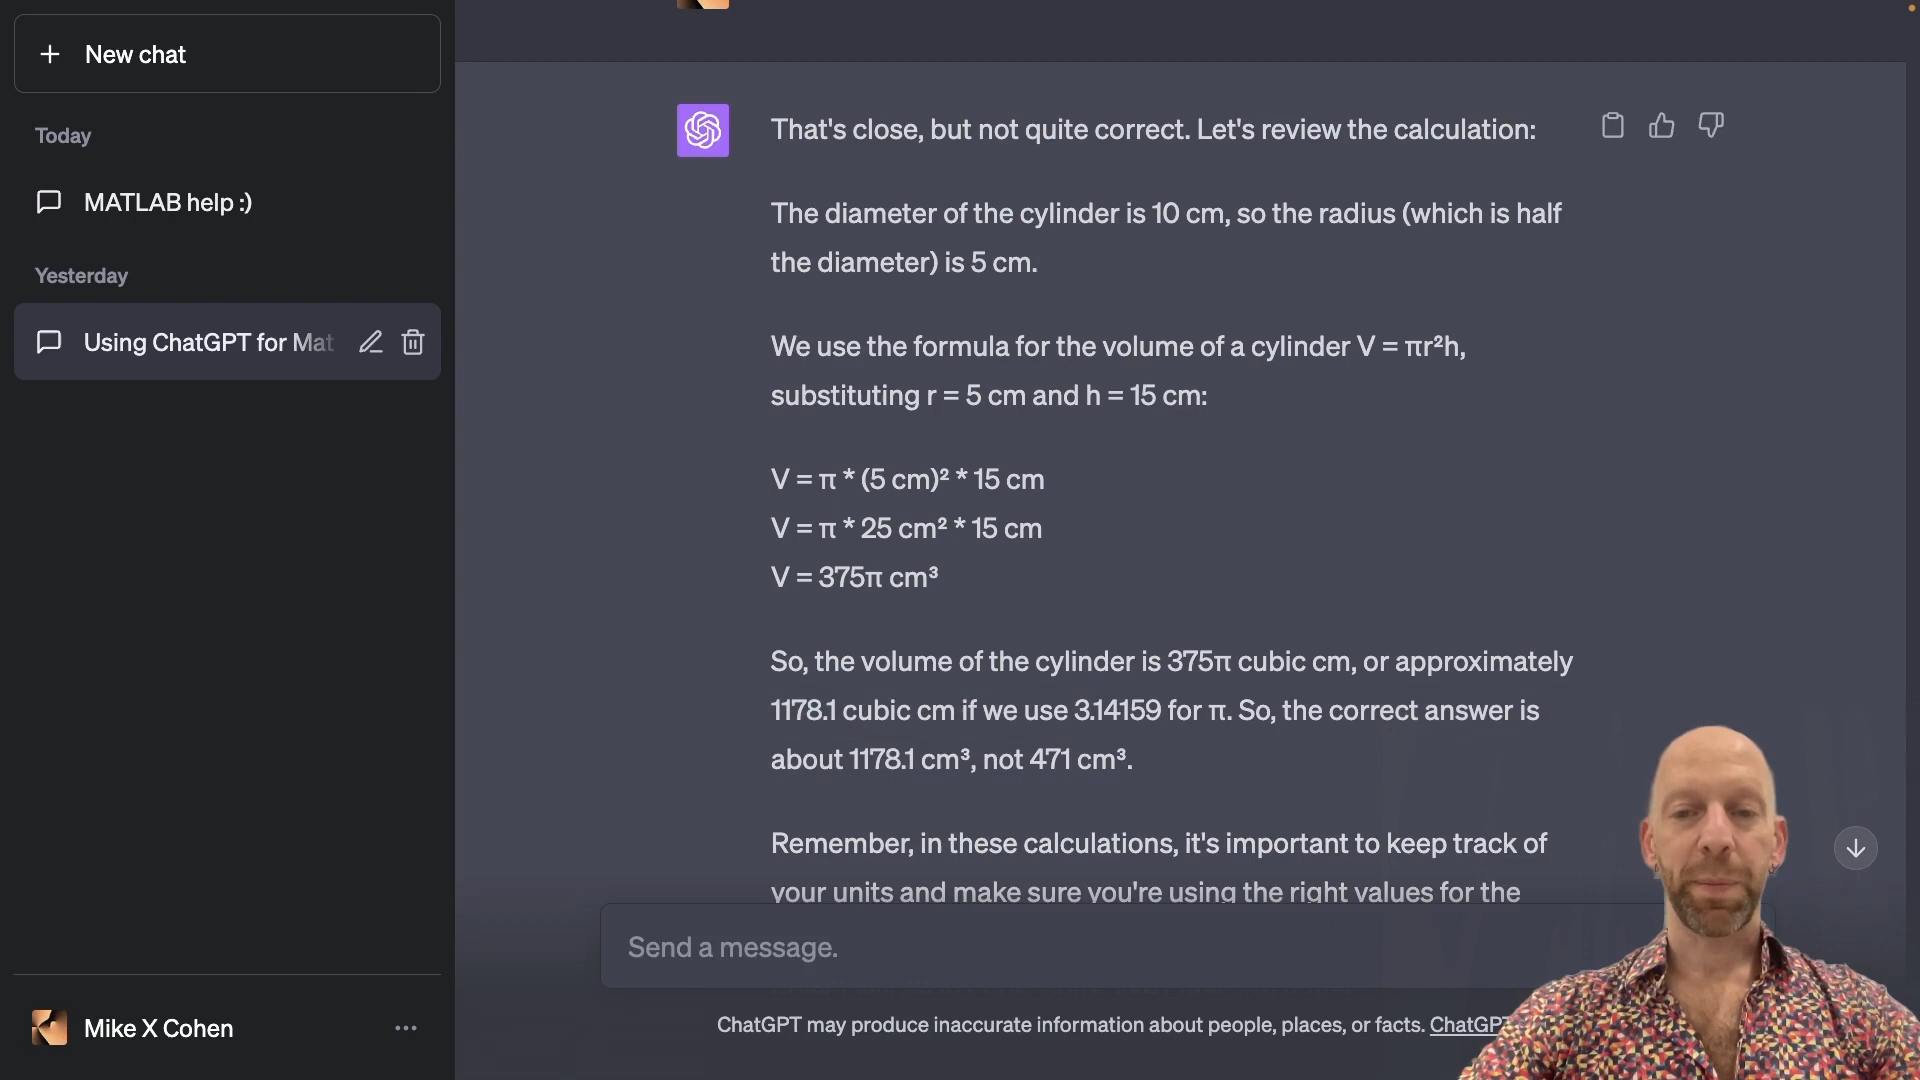 New chat
Today
MATLAB help :)
Yesterday
Using ChatGPT for Mat
Mike X Cohen
That's close, but not quite correct. Let's review the calculation:
The diameter of the cylinder is 10 cm, so the radius (which is half
the diameter) is 5 cm.
We use the formula for the volume of a cylinder V = πr²h,
substituting r = 5 cm and h = 15 cm:
V = π * (5 cm)² * 15 cm
V = π * 25 cm² * 15 cm
V = 375π cm³
So, the volume of the cylinder is 375π cubic cm, or approximately
1178.1 cubic cm if we use 3.14159 for π. So, the correct answer is
about 1178.1 cm³, not 471 cm³.
Remember, in these calculations, it's important to keep track of
your units and make sure you're using the right values for the
Send a message.
ChatGPT may produce inaccurate information about people, places, or facts. ChatGPT